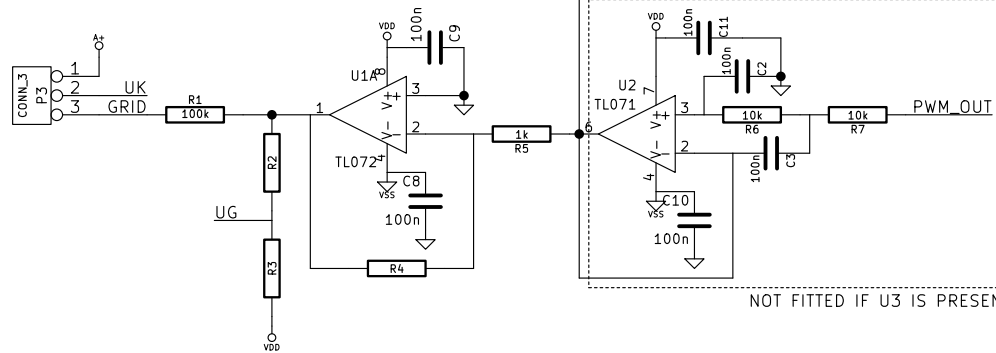 A+
CONN_3
P3
1
2
3
UK
GRID
R1
100k
R2
UG
R3
VDD
VDD
100n
C9
8
U1A
V+
V-
+
-
1
3
2
4
TL072
VSS
C8
100n
R4
1k
R5
VDD
100n
C11
100n
C2
U2
TL071
7
V+
V-
+
-
6
3
2
4
VSS
C10
100n
10k
R6
10k
R7
100n
C3
PWM_OUT
NOT FITTED IF U3 IS PRESEN